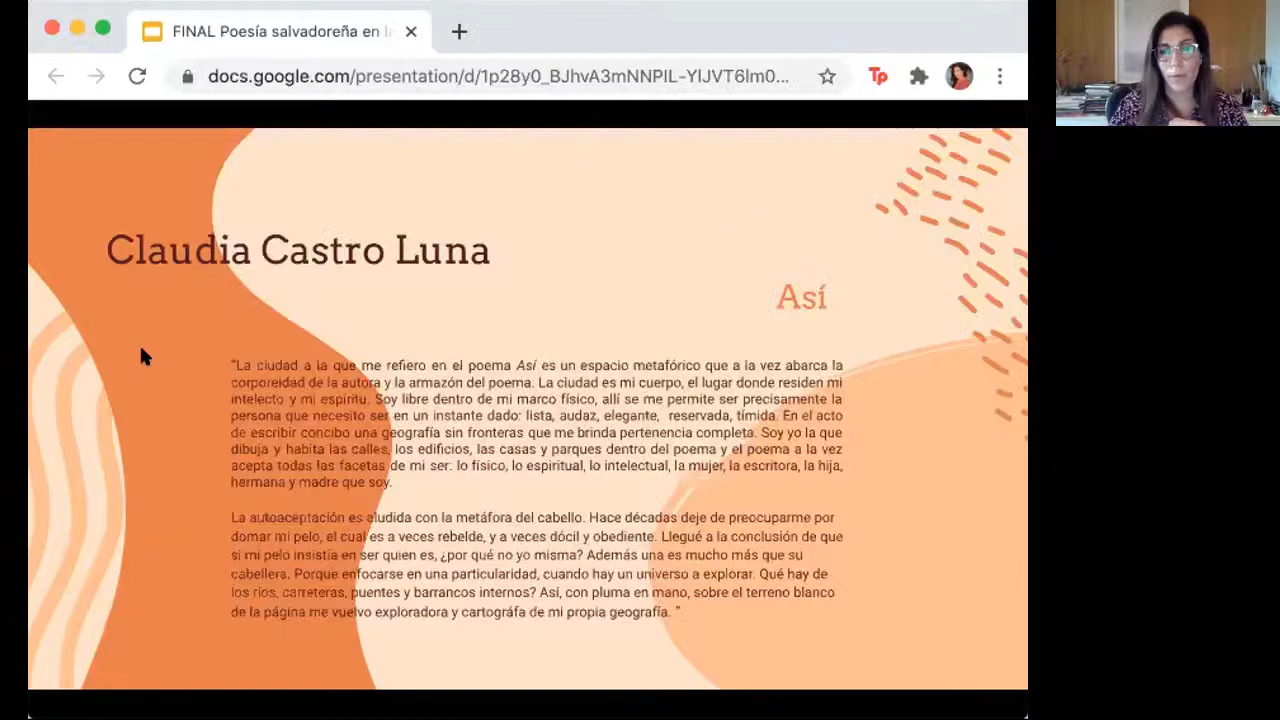 FINAL Poesía salvadoreña en l
docs.google.com/presentation/d/1p28y0_BJhvA3mNNPIL-YlJVT6lm0...
Tp
Claudia Castro Luna
Así
“La ciudad a la que me refiero en el poema Así es un espacio metafórico que a la vez abarca la
corporeidad de la autora y la armazón del poema. La ciudad es mi cuerpo, el lugar donde residen mi
intelecto y mi espíritu. Soy libre dentro de mi marco físico, allí se me permite ser precisamente la
persona que necesito ser en un instante dado: lista, audaz, elegante, reservada, tímida. En el acto
de escribir concibo una geografía sin fronteras que me brinda pertenencia completa. Soy yo la que
dibuja y habita las calles, los edificios, las casas y parques dentro del poema y el poema a la vez
acepta todas las facetas de mi ser: lo físico, lo espiritual, lo intelectual, la mujer, la escritora, la hija,
hermana y madre que soy.
La autoaceptación es aludida con la metáfora del cabello. Hace décadas deje de preocuparme por
domar mi pelo, el cual es a veces rebelde, y a veces dócil y obediente. Llegué a la conclusión de que
si mi pelo insistía en ser quien es, ¿por qué no yo misma? Además una es mucho más que su
cabellera. Porque enfocarse en una particularidad, cuando hay un universo a explorar. Qué hay de
los ríos, carreteras, puentes y barrancos internos? Así, con pluma en mano, sobre el terreno blanco
de la página me vuelvo exploradora y cartográfa de mi propia geografía. ”